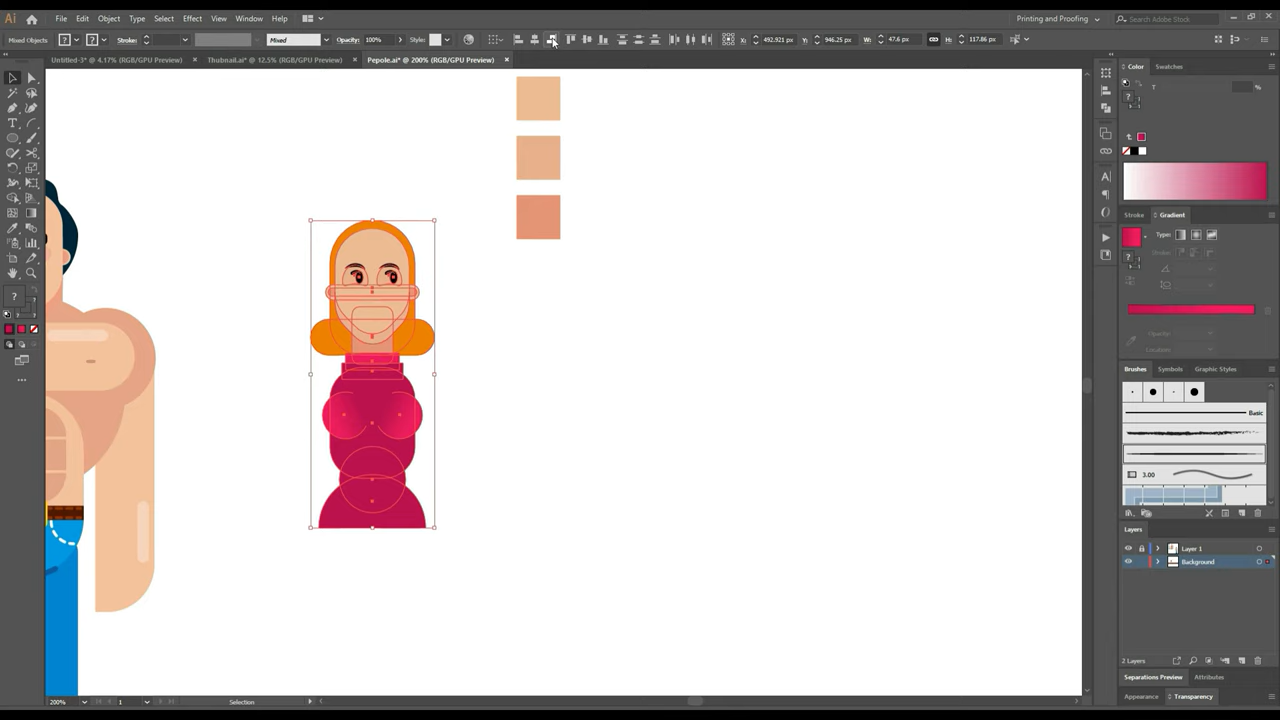 Ai File Edit Object Type Select Effect View Window Help Printing and Proofing Search Adobe Stock
Mixed Objects Stroke: Mixed Opacity: 100% Style: X: 492.921 px Y: 946.25 px W: 47.6 px H: 117.86 px
Untitled-3* @ 4.17% (RGB/GPU Preview) × Thubnail.ai* @ 12.5% (RGB/GPU Preview) × Pepole.ai* @ 200% (RGB/GPU Preview) ×
Color Swatches
T
Stroke Gradient
Type:
Stroke:
Opacity:
Location:
Brushes Symbols Graphic Styles
Basic
3.00
Layers
Layer 1
Background
2 Layers
Separations Preview Attributes
Appearance Transparency
200% 1 Selection